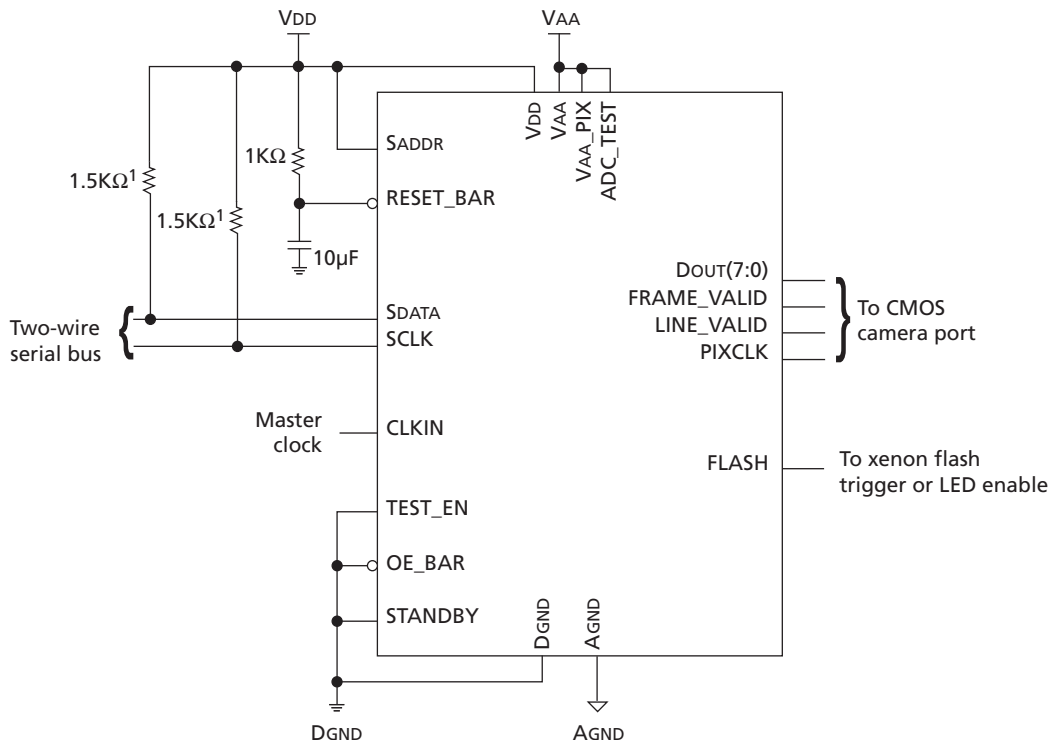 VDD
VAA
VDD
VAA
VAA_PIX
ADC_TEST
SADDR
1KΩ
1.5KΩ1
RESET_BAR
1.5KΩ1
10µF
DOUT(7:0)
FRAME_VALID
LINE_VALID
PIXCLK
To CMOS
camera port
SDATA
SCLK
Two-wire
serial bus
Master
clock
CLKIN
FLASH
To xenon flash
trigger or LED enable
TEST_EN
OE_BAR
STANDBY
DGND
AGND
DGND
AGND